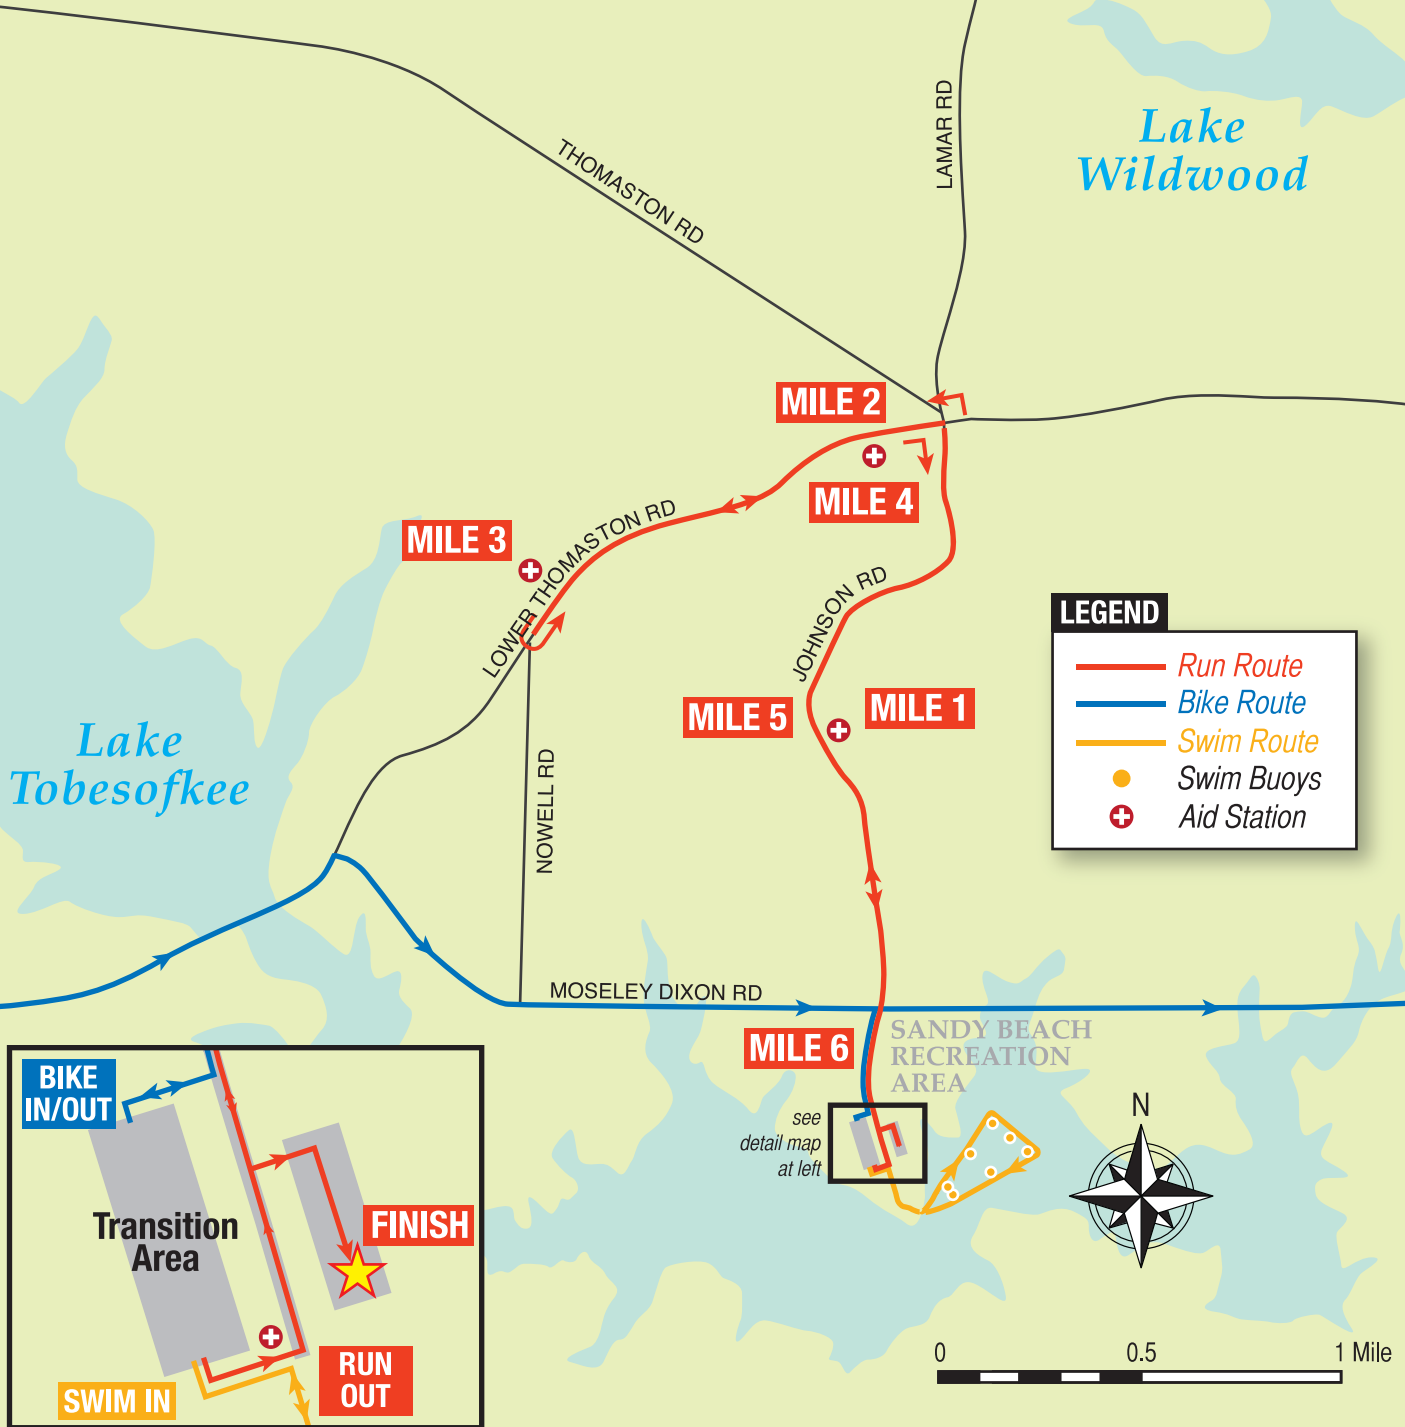 THOMASTON RD
LAMAR RD
Lake
Wildwood
MILE 2
MILE 4
MILE 3
LOWER THOMASTON RD
JOHNSON RD
LEGEND
Run Route
Bike Route
Swim Route
Swim Buoys
Aid Station
MILE 5
MILE 1
Lake
Tobesofkee
NOWELL RD
MOSELEY DIXON RD
MILE 6
SANDY BEACH
RECREATION
AREA
see
detail map
at left
N
BIKE
IN/OUT
Transition
Area
FINISH
RUN
OUT
SWIM IN
0 0.5 1 Mile